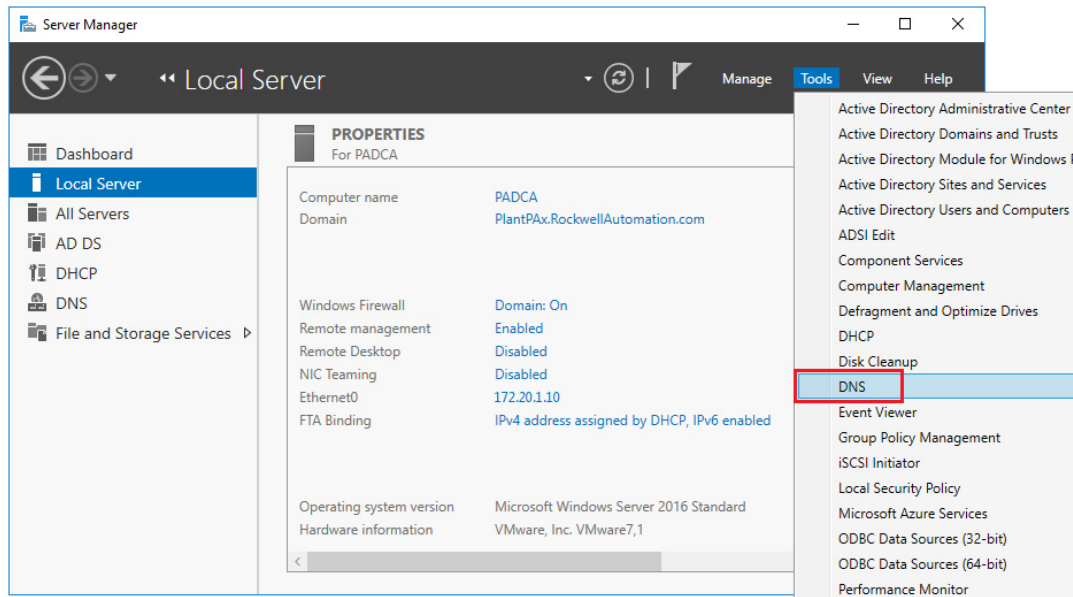 Server Manager
Local Server
Manage Tools View Help
Dashboard
Local Server
All Servers
AD DS
DHCP
DNS
File and Storage Services
PROPERTIES
For PADCA
Computer name PADCA
Domain PlantPAx.RockwellAutomation.com
Windows Firewall Domain: On
Remote management Enabled
Remote Desktop Disabled
NIC Teaming Disabled
Ethernet0 172.20.1.10
FTA Binding IPv4 address assigned by DHCP, IPv6 enabled
Operating system version Microsoft Windows Server 2016 Standard
Hardware information VMware, Inc. VMware7,1
Active Directory Administrative Center
Active Directory Domains and Trusts
Active Directory Module for Windows
Active Directory Sites and Services
Active Directory Users and Computers
ADSI Edit
Component Services
Computer Management
Defragment and Optimize Drives
DHCP
Disk Cleanup
DNS
Event Viewer
Group Policy Management
iSCSI Initiator
Local Security Policy
Microsoft Azure Services
ODBC Data Sources (32-bit)
ODBC Data Sources (64-bit)
Performance Monitor